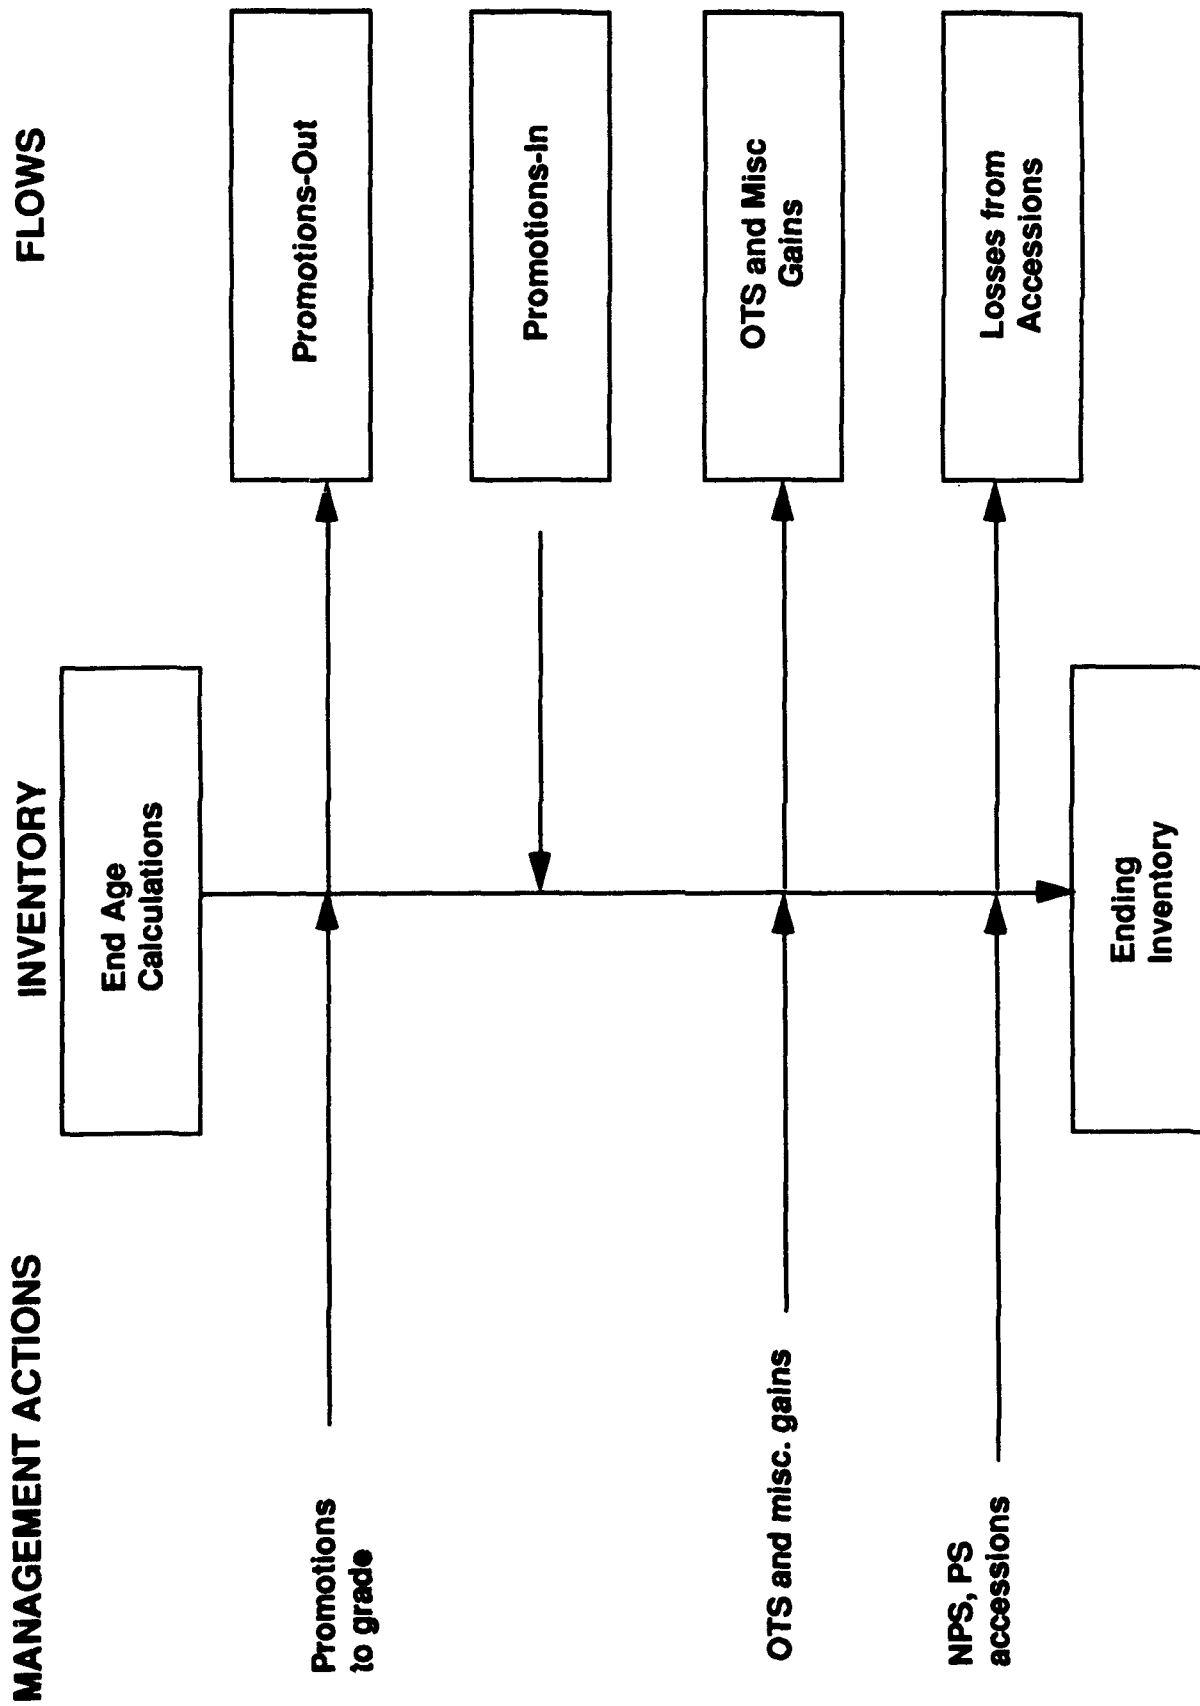 MANAGEMENT ACTIONS
INVENTORY
FLOWS
End Age
Calculations
Promotions
to grade
Promotions-Out
Promotions-In
OTS and misc. gains
OTS and Misc
Gains
NPS, PS
accessions
Losses from
Accessions
Ending
Inventory